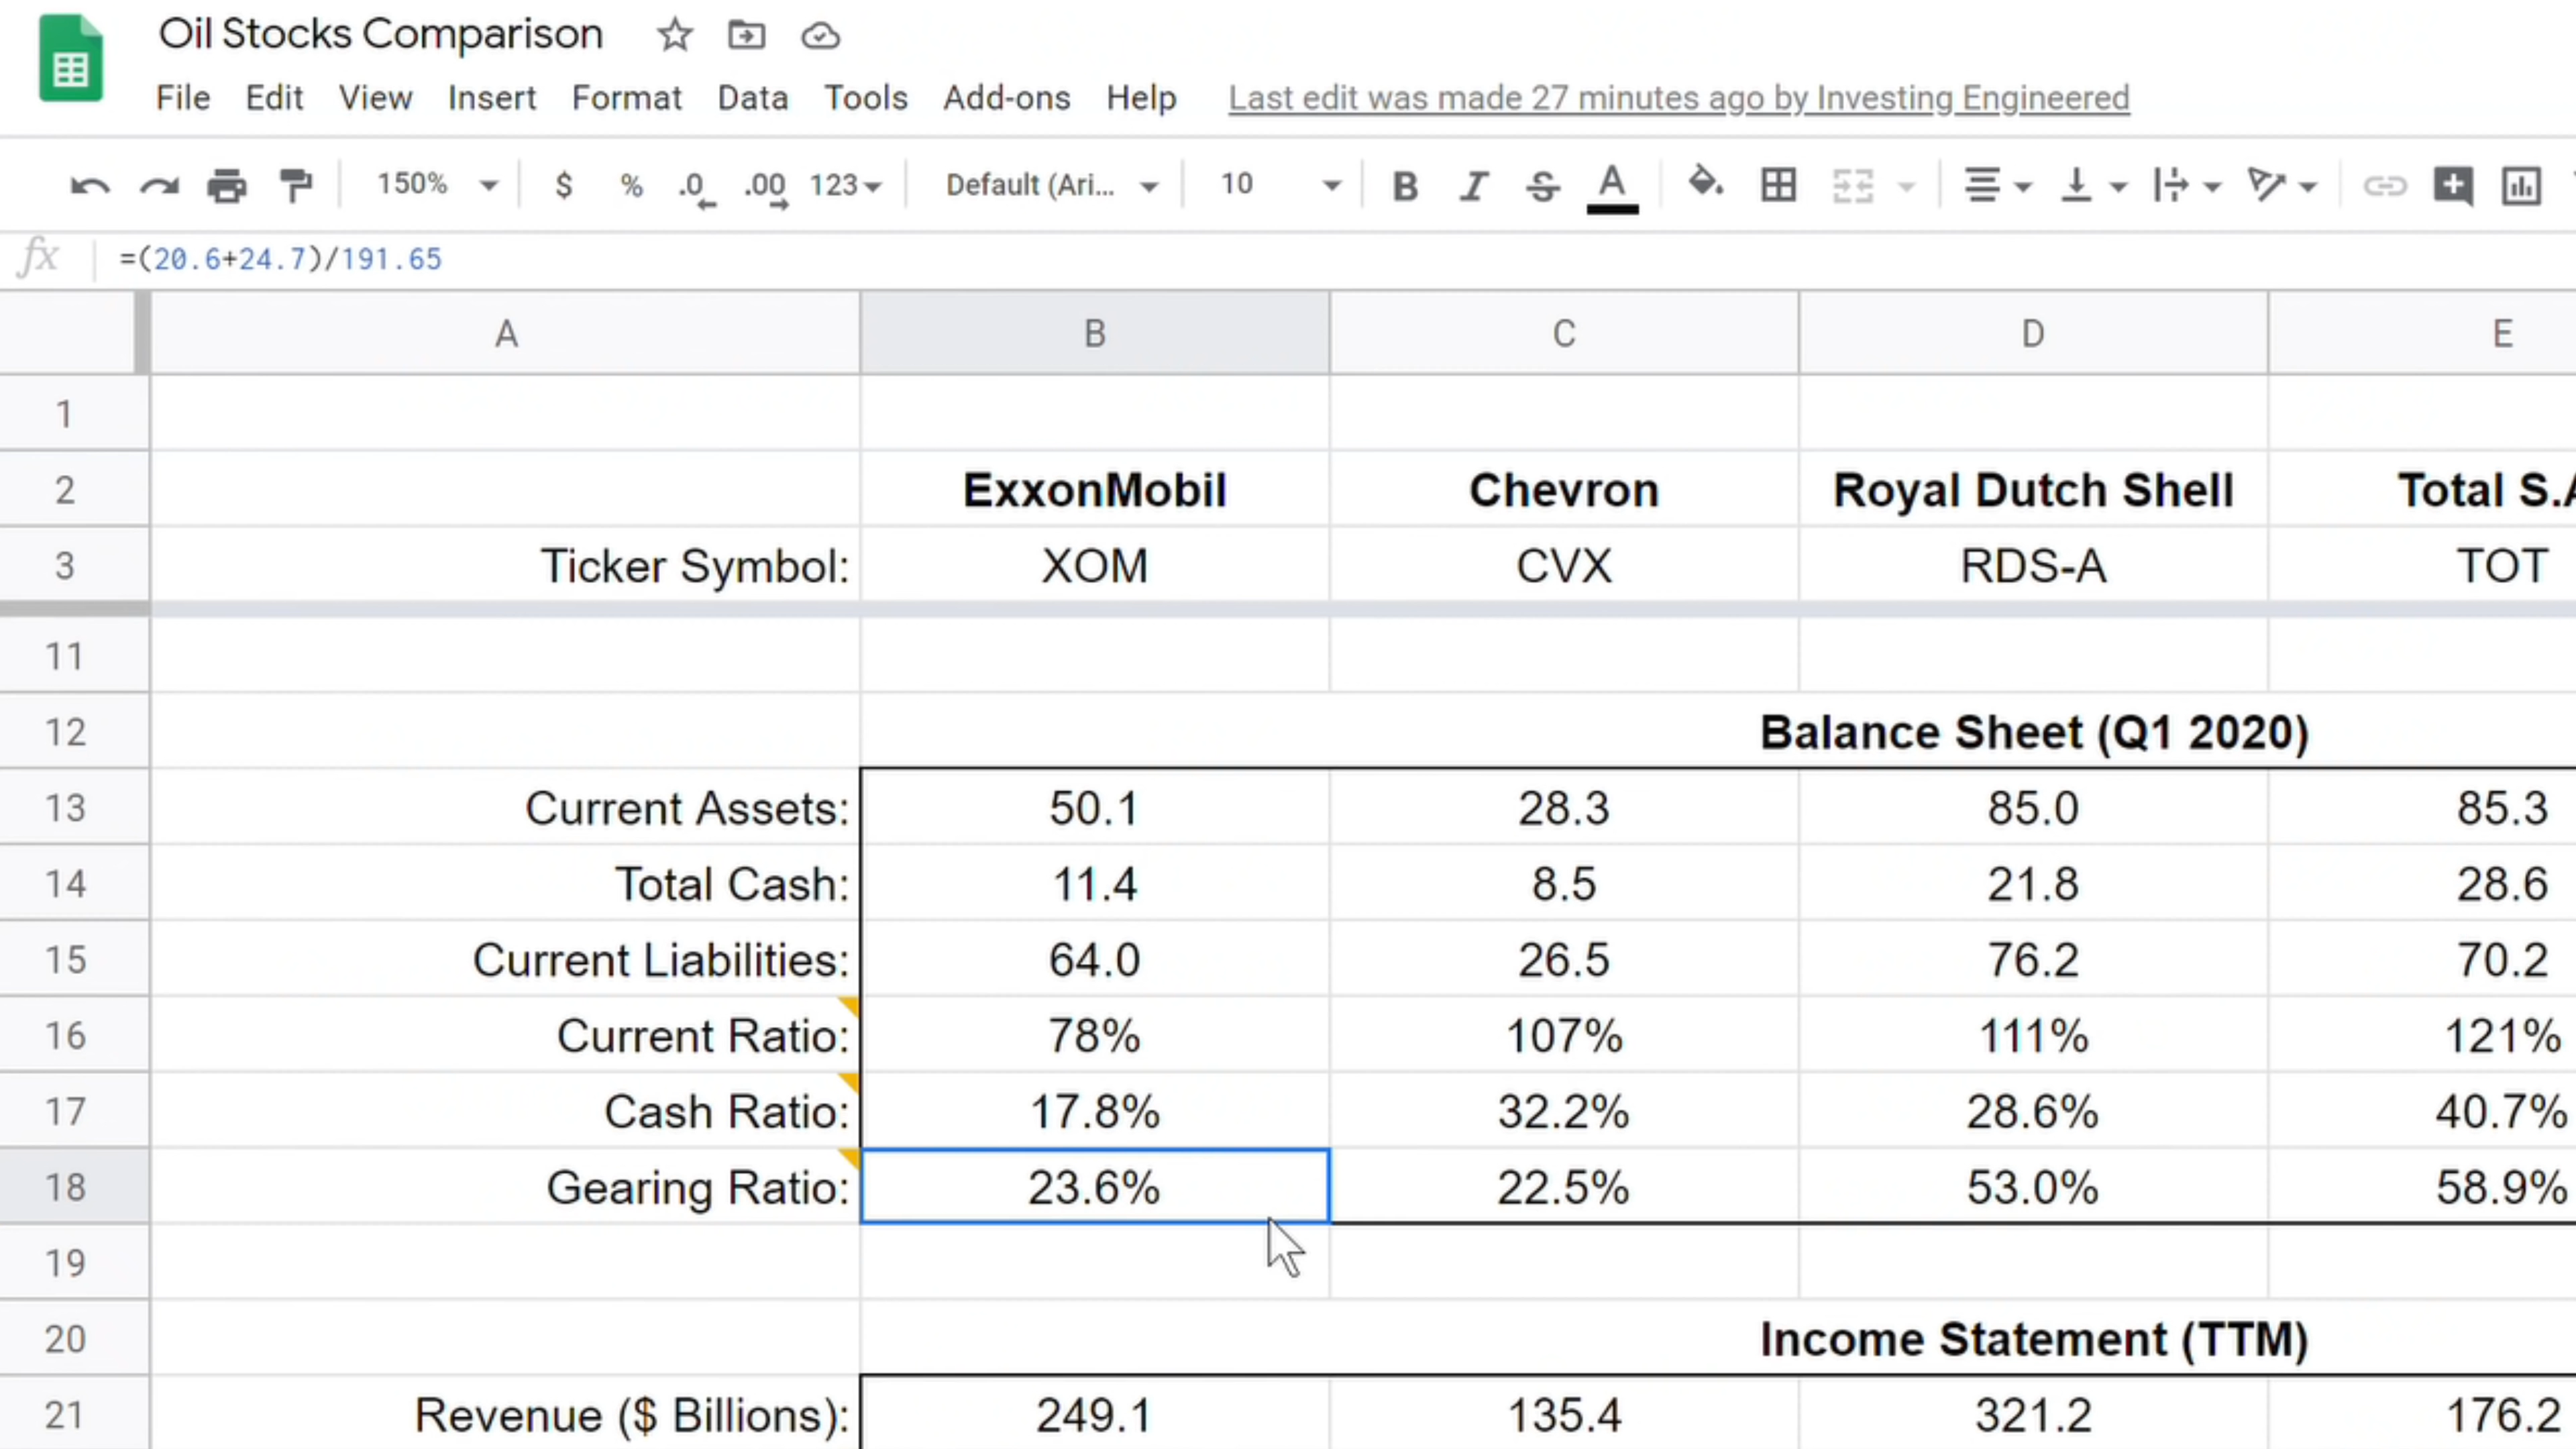 Oil Stocks Comparison
File Edit View Insert Format Data Tools Add-ons Help Last edit was made 27 minutes ago by Investing Engineered
150% $ % .0 .00 123 Default (Ari... 10 B I S A
fx =(20.6+24.7)/191.65
A B C D E
1
2 ExxonMobil Chevron Royal Dutch Shell Total S.A
3 Ticker Symbol: XOM CVX RDS-A TOT
11
12 Balance Sheet (Q1 2020)
13 Current Assets: 50.1 28.3 85.0 85.3
14 Total Cash: 11.4 8.5 21.8 28.6
15 Current Liabilities: 64.0 26.5 76.2 70.2
16 Current Ratio: 78% 107% 111% 121%
17 Cash Ratio: 17.8% 32.2% 28.6% 40.7%
18 Gearing Ratio: 23.6% 22.5% 53.0% 58.9%
19
20 Income Statement (TTM)
21 Revenue ($ Billions): 249.1 135.4 321.2 176.2